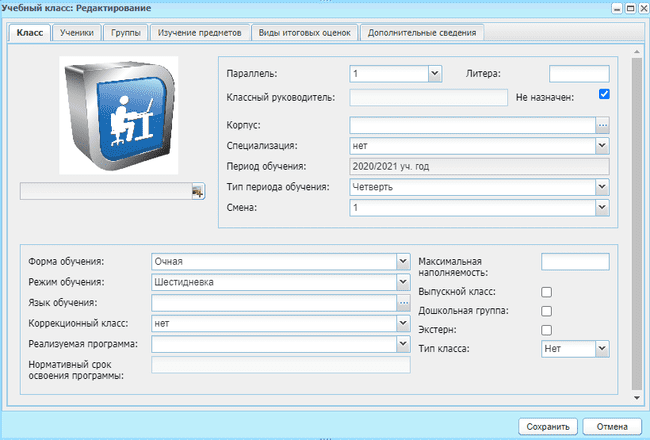 Учебный класс: Редактирование
Класс Ученики Группы Изучение предметов Виды итоговых оценок Дополнительные сведения
Параллель: 1 Литера:
Классный руководитель: Не назначен:
Корпус: ...
Специализация: нет
Период обучения: 2020/2021 уч. год
Тип периода обучения: Четверть
Смена: 1
Форма обучения: Очная Максимальная
наполняемость:
Режим обучения: Шестидневка
Выпускной класс:
Язык обучения: ...
Дошкольная группа:
Коррекционный класс: нет Экстерн:
Реализуемая программа: Тип класса: Нет
Нормативный срок
освоения программы:
Сохранить Отмена